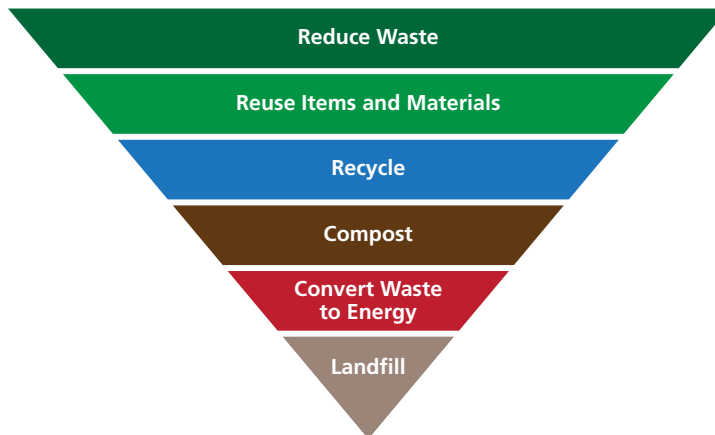 Reduce Waste
Reuse Items and Materials
Recycle
Compost
Convert Waste
to Energy
Landfill